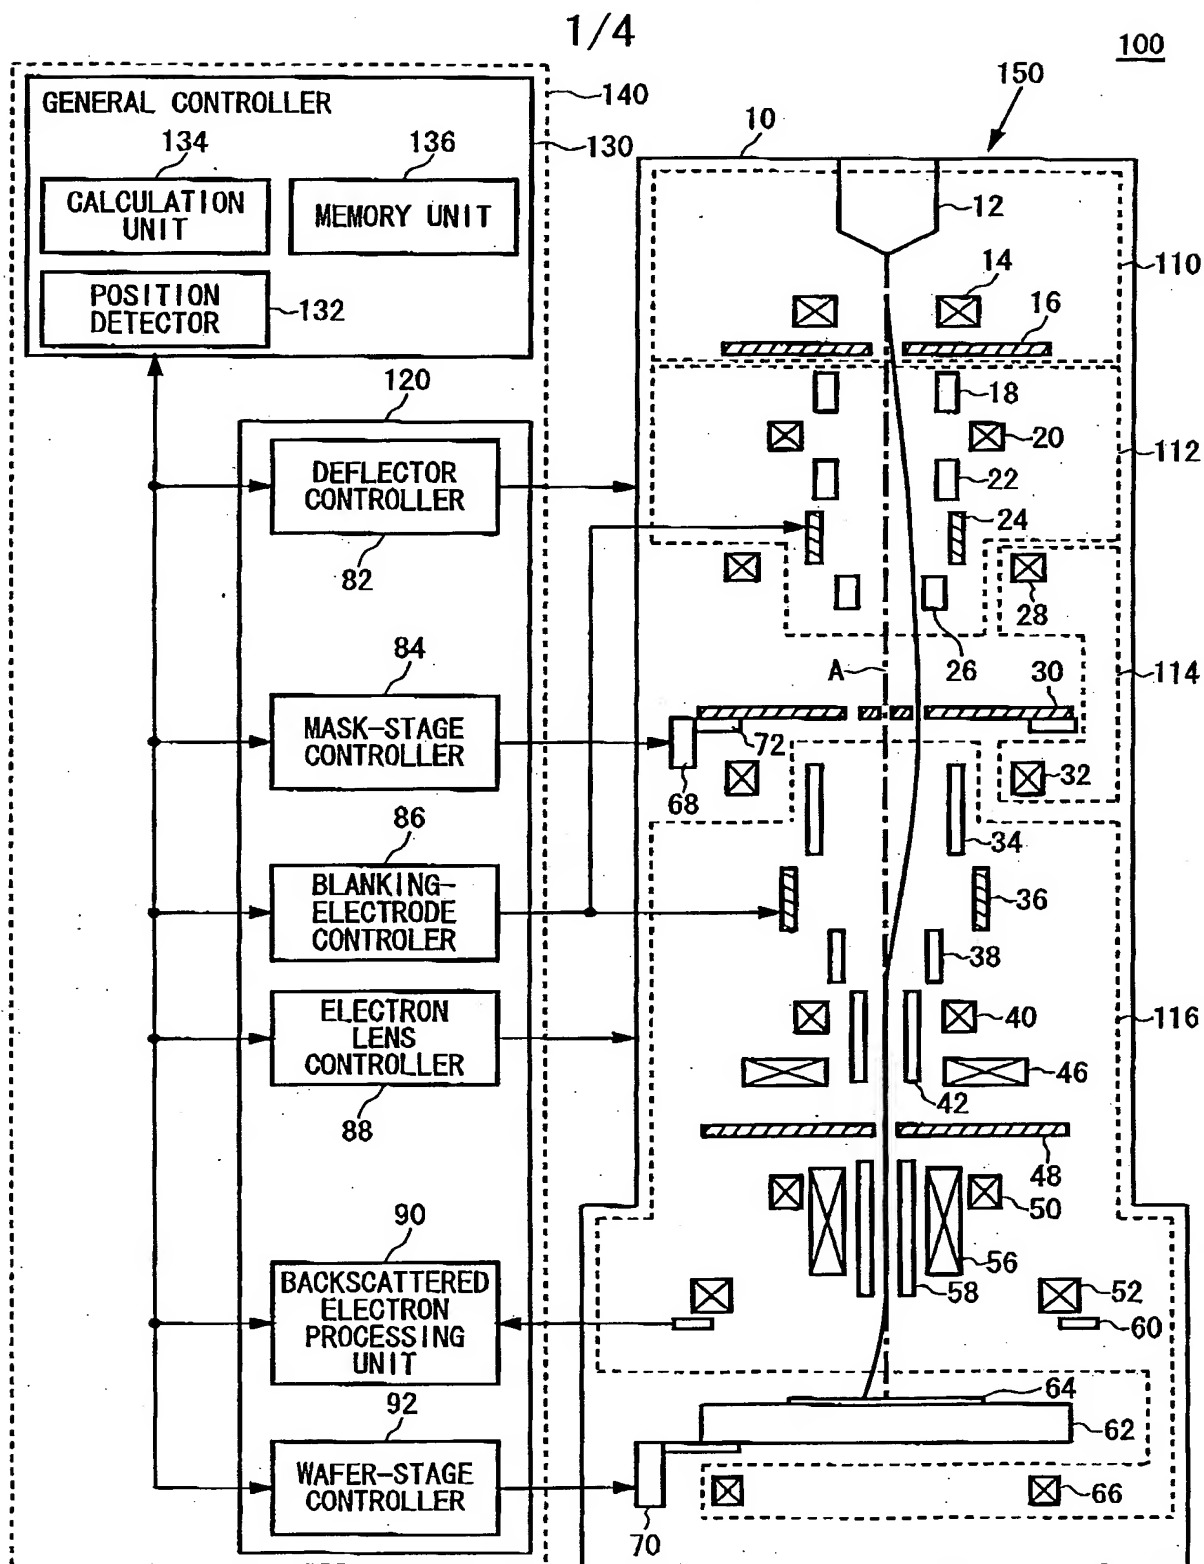 1/4
100
150
GENERAL CONTROLLER
140
130
10
134
136
CALCULATION
UNIT
MEMORY UNIT
12
110
POSITION
DETECTOR
132
14
16
120
18
20
112
DEFLECTOR
CONTROLLER
22
24
82
28
26
84
A
30
114
MASK-STAGE
CONTROLLER
72
68
32
86
34
BLANKING-
ELECTRODE
CONTROLER
36
38
ELECTRON
LENS
CONTROLLER
40
116
46
42
88
48
50
90
56
BACKSCATTERED
ELECTRON
PROCESSING
UNIT
58
52
60
92
64
62
WAFER-STAGE
CONTROLLER
66
70